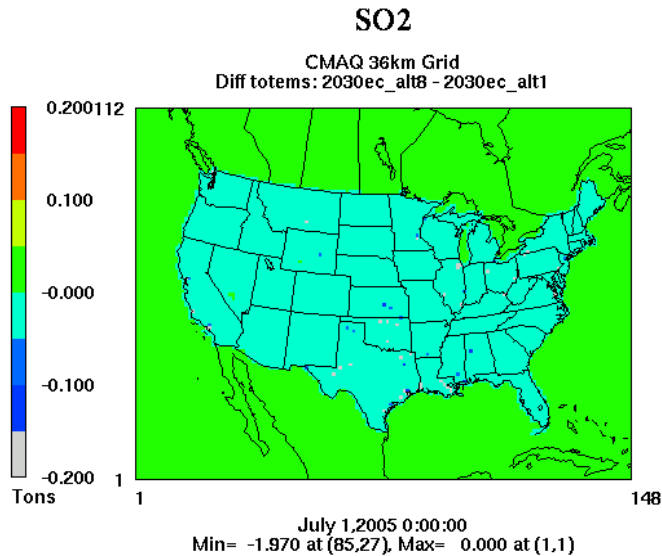 SO2
CMAQ 36km Grid
Diff totems: 2030ec_alt8 - 2030ec_alt1
0.200
112
0.100
-0.000
-0.100
-0.200
1
Tons
1
148
July 1,2005 0:00:00
Min= -1.970 at (85,27), Max= 0.000 at (1,1)